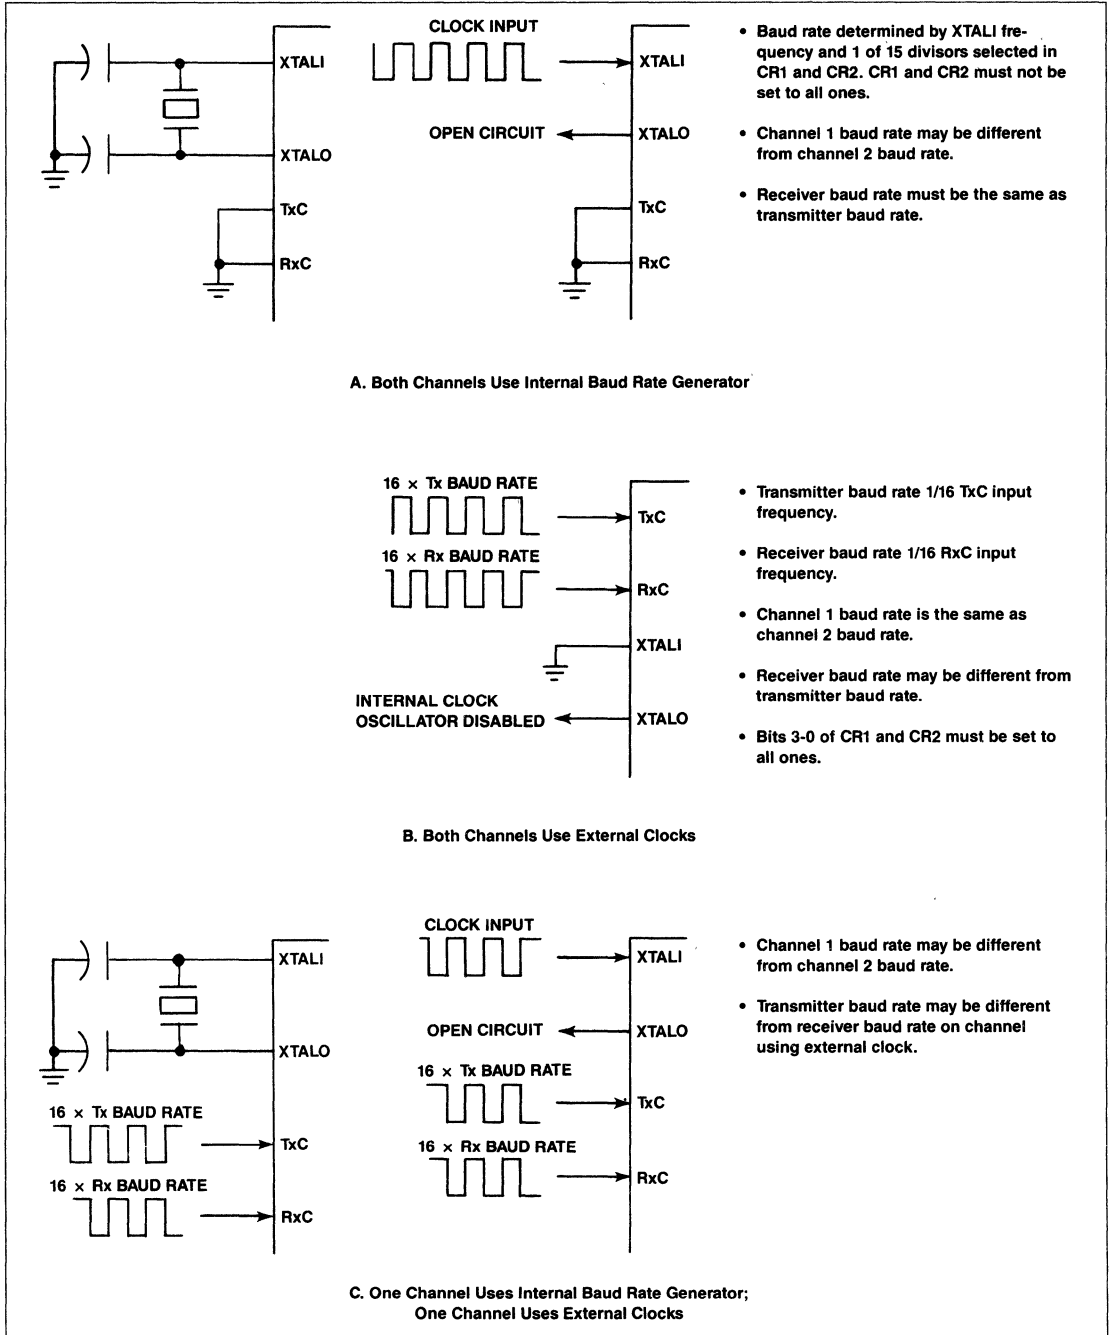 XTALI
XTALO
TxC
RxC
CLOCK INPUT
XTALI
OPEN CIRCUIT
XTALO
TxC
RxC
• Baud rate determined by XTALI fre-
quency and 1 of 15 divisors selected in
CR1 and CR2. CR1 and CR2 must not be
set to all ones.
• Channel 1 baud rate may be different
from channel 2 baud rate.
• Receiver baud rate must be the same as
transmitter baud rate.
A. Both Channels Use Internal Baud Rate Generator
16 × Tx BAUD RATE
TxC
16 × Rx BAUD RATE
RxC
XTALI
INTERNAL CLOCK
OSCILLATOR DISABLED
XTALO
• Transmitter baud rate 1/16 TxC input
frequency.
• Receiver baud rate 1/16 RxC input
frequency.
• Channel 1 baud rate is the same as
channel 2 baud rate.
• Receiver baud rate may be different from
transmitter baud rate.
• Bits 3-0 of CR1 and CR2 must be set to
all ones.
B. Both Channels Use External Clocks
XTALI
XTALO
16 × Tx BAUD RATE
TxC
16 × Rx BAUD RATE
RxC
CLOCK INPUT
XTALI
OPEN CIRCUIT
XTALO
16 × Tx BAUD RATE
TxC
16 × Rx BAUD RATE
RxC
• Channel 1 baud rate may be different
from channel 2 baud rate.
• Transmitter baud rate may be different
from receiver baud rate on channel
using external clock.
C. One Channel Uses Internal Baud Rate Generator;
One Channel Uses External Clocks